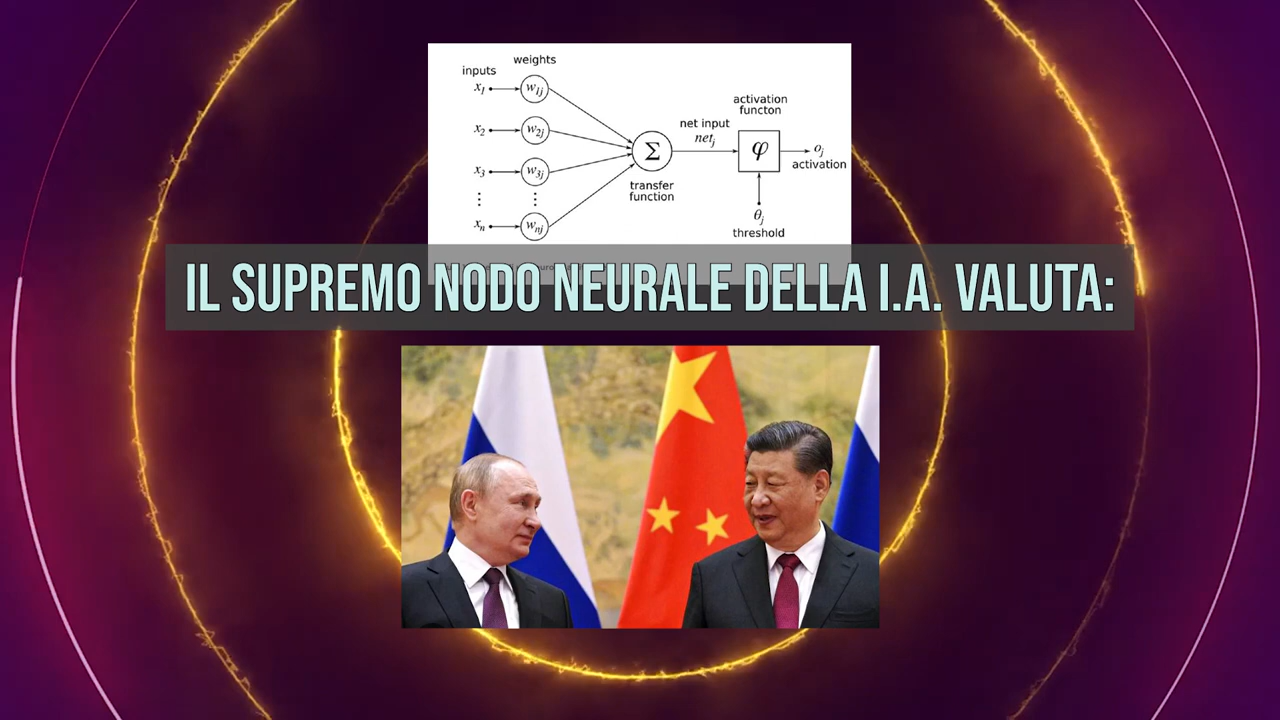 weights
inputs
x1
w1j
x2
w2j
x3
w3j
xn
wnj
Σ
transfer
function
net input
netj
activation
functon
φ
oj
activation
θj
threshold
IL SUPREMO NODO NEURALE DELLA I.A. VALUTA: